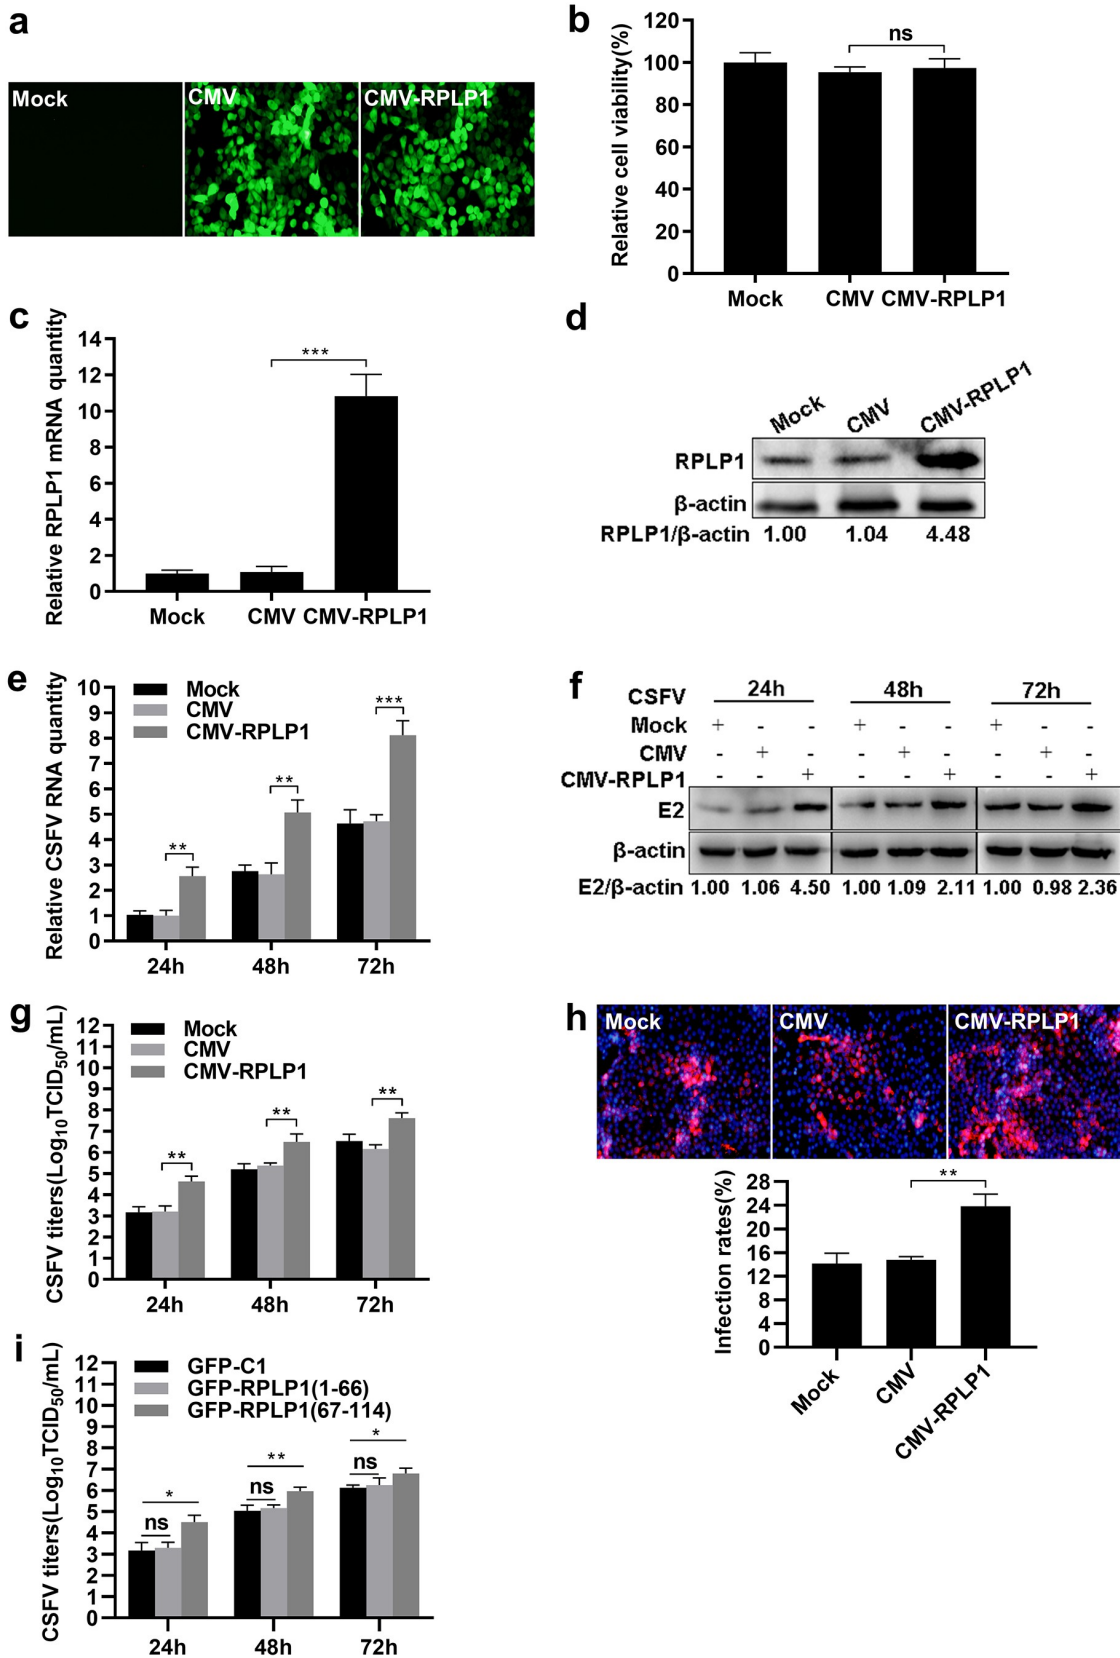 a
Mock
CMV
CMV-RPLP1
b
Relative cell viability(%)
120
100
80
60
40
20
0
ns
Mock
CMV
CMV-RPLP1
c
Relative RPLP1 mRNA quantity
14
12
10
8
6
4
2
0
***
Mock
CMV
CMV-RPLP1
d
Mock
CMV
CMV-RPLP1
RPLP1
β-actin
RPLP1/β-actin 1.00 1.04 4.48
e
Relative CSFV RNA quantity
10
9
8
7
6
5
4
3
2
1
0
Mock
CMV
CMV-RPLP1
**
**
***
24h
48h
72h
f
CSFV 24h 48h 72h
Mock + - - + - - + - -
CMV - + - - + - - + -
CMV-RPLP1 - - + - - + - - +
E2
β-actin
E2/β-actin 1.00 1.06 4.50 1.00 1.09 2.11 1.00 0.98 2.36
g
CSFV titers(Log10TCID50/mL)
12
11
10
9
8
7
6
5
4
3
2
1
0
Mock
CMV
CMV-RPLP1
**
**
**
24h
48h
72h
h
Mock
CMV
CMV-RPLP1
Infection rates(%)
28
24
20
16
12
8
4
0
**
Mock
CMV
CMV-RPLP1
i
CSFV titers(Log10TCID50/mL)
12
11
10
9
8
7
6
5
4
3
2
1
0
GFP-C1
GFP-RPLP1(1-66)
GFP-RPLP1(67-114)
*
ns
**
ns
*
ns
24h
48h
72h